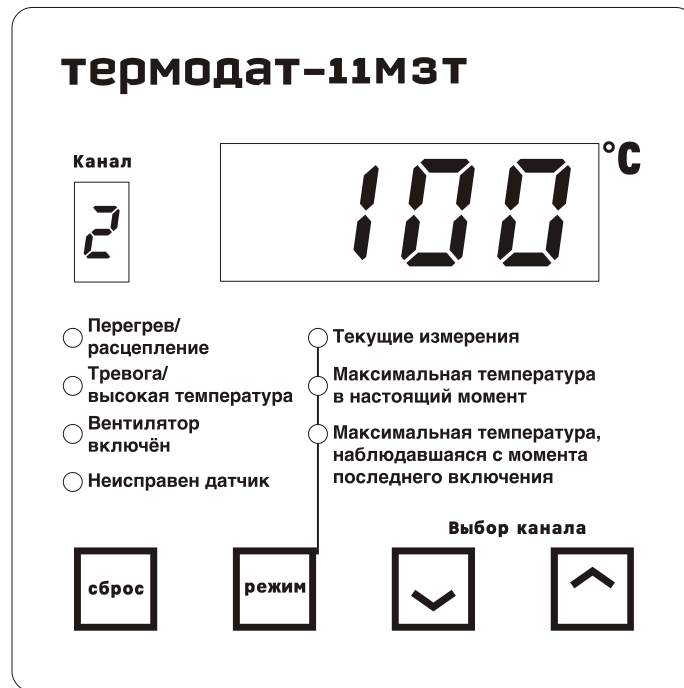 термодат-11М3Т
Канал
°C
2
100
Перегрев/
расцепление
Тревога/
высокая температура
Вентилятор
включён
Неисправен датчик
Текущие измерения
Максимальная температура
в настоящий момент
Максимальная температура,
наблюдавшаяся с момента
последнего включения
Выбор канала
сброс
режим